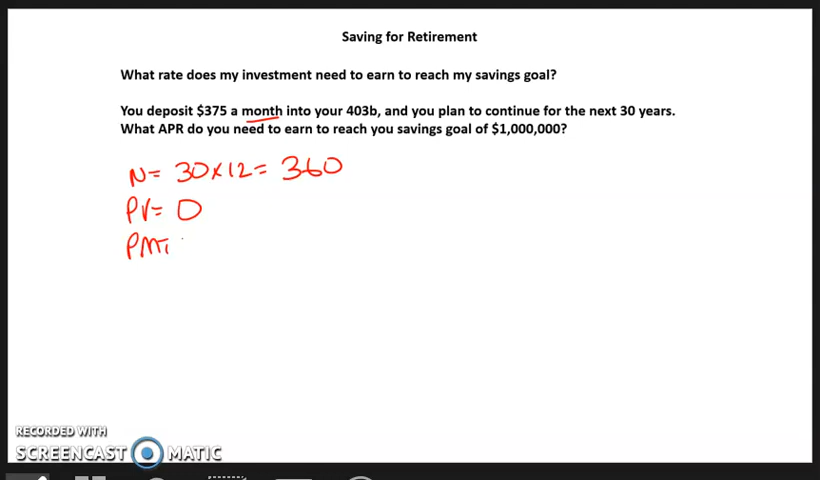 Saving for Retirement
What rate does my investment need to earn to reach my savings goal?
You deposit $375 a month into your 403b, and you plan to continue for the next 30 years.
What APR do you need to earn to reach you savings goal of $1,000,000?
N= 30×12= 360
PV= 0
PMT
RECORDED WITH
SCREENCAST MATIC